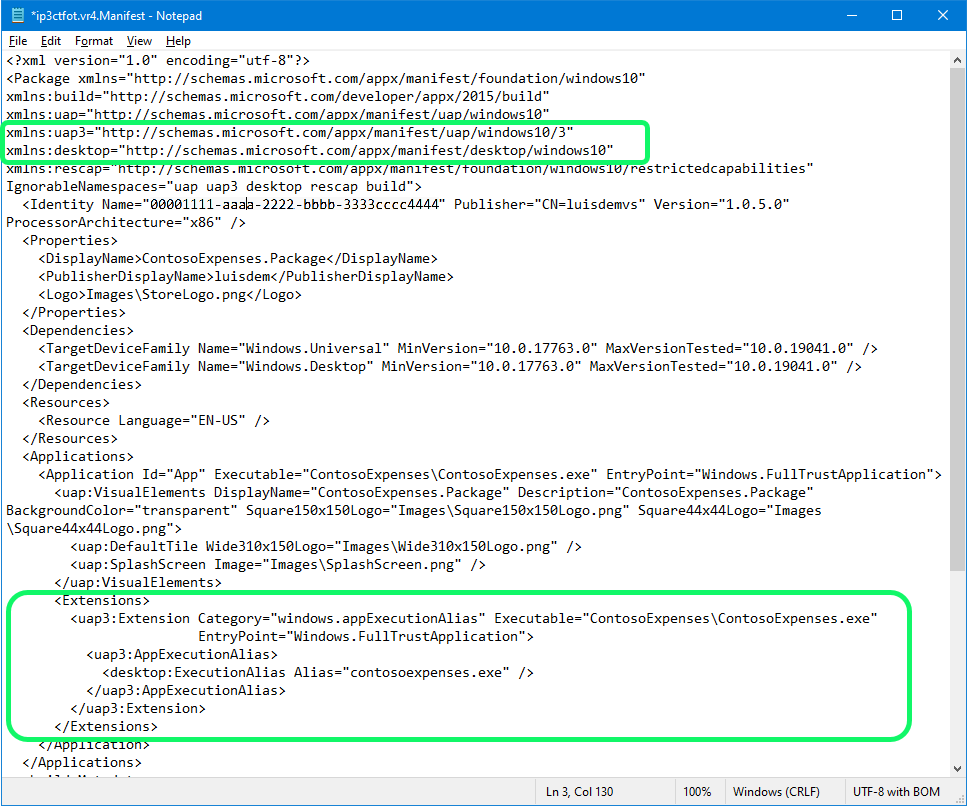 *ip3ctfot.vr4.Manifest - Notepad
File Edit Format View Help
<?xml version="1.0" encoding="utf-8"?>
<Package xmlns="http://schemas.microsoft.com/appx/manifest/foundation/windows10"
xmlns:build="http://schemas.microsoft.com/developer/appx/2015/build"
xmlns:uap="http://schemas.microsoft.com/appx/manifest/uap/windows10"
xmlns:uap3="http://schemas.microsoft.com/appx/manifest/uap/windows10/3"
xmlns:desktop="http://schemas.microsoft.com/appx/manifest/desktop/windows10"
xmlns:rescap="http://schemas.microsoft.com/appx/manifest/foundation/windows10/restrictedcapabilities"
IgnorableNamespaces="uap uap3 desktop rescap build">
  <Identity Name="00001111-aaaa-2222-bbbb-3333cccc4444" Publisher="CN=luisdemvs" Version="1.0.5.0"
ProcessorArchitecture="x86" />
  <Properties>
    <DisplayName>ContosoExpenses.Package</DisplayName>
    <PublisherDisplayName>luisdem</PublisherDisplayName>
    <Logo>Images\StoreLogo.png</Logo>
  </Properties>
  <Dependencies>
    <TargetDeviceFamily Name="Windows.Universal" MinVersion="10.0.17763.0" MaxVersionTested="10.0.19041.0" />
    <TargetDeviceFamily Name="Windows.Desktop" MinVersion="10.0.17763.0" MaxVersionTested="10.0.19041.0" />
  </Dependencies>
  <Resources>
    <Resource Language="EN-US" />
  </Resources>
  <Applications>
    <Application Id="App" Executable="ContosoExpenses\ContosoExpenses.exe" EntryPoint="Windows.FullTrustApplication">
      <uap:VisualElements DisplayName="ContosoExpenses.Package" Description="ContosoExpenses.Package"
BackgroundColor="transparent" Square150x150Logo="Images\Square150x150Logo.png" Square44x44Logo="Images
\Square44x44Logo.png">
        <uap:DefaultTile Wide310x150Logo="Images\Wide310x150Logo.png" />
        <uap:SplashScreen Image="Images\SplashScreen.png" />
      </uap:VisualElements>
      <Extensions>
        <uap3:Extension Category="windows.appExecutionAlias" Executable="ContosoExpenses\ContosoExpenses.exe"
                        EntryPoint="Windows.FullTrustApplication">
          <uap3:AppExecutionAlias>
            <desktop:ExecutionAlias Alias="contosoexpenses.exe" />
          </uap3:AppExecutionAlias>
        </uap3:Extension>
      </Extensions>
    </Application>
  </Applications>
Ln 3, Col 130 100% Windows (CRLF) UTF-8 with BOM